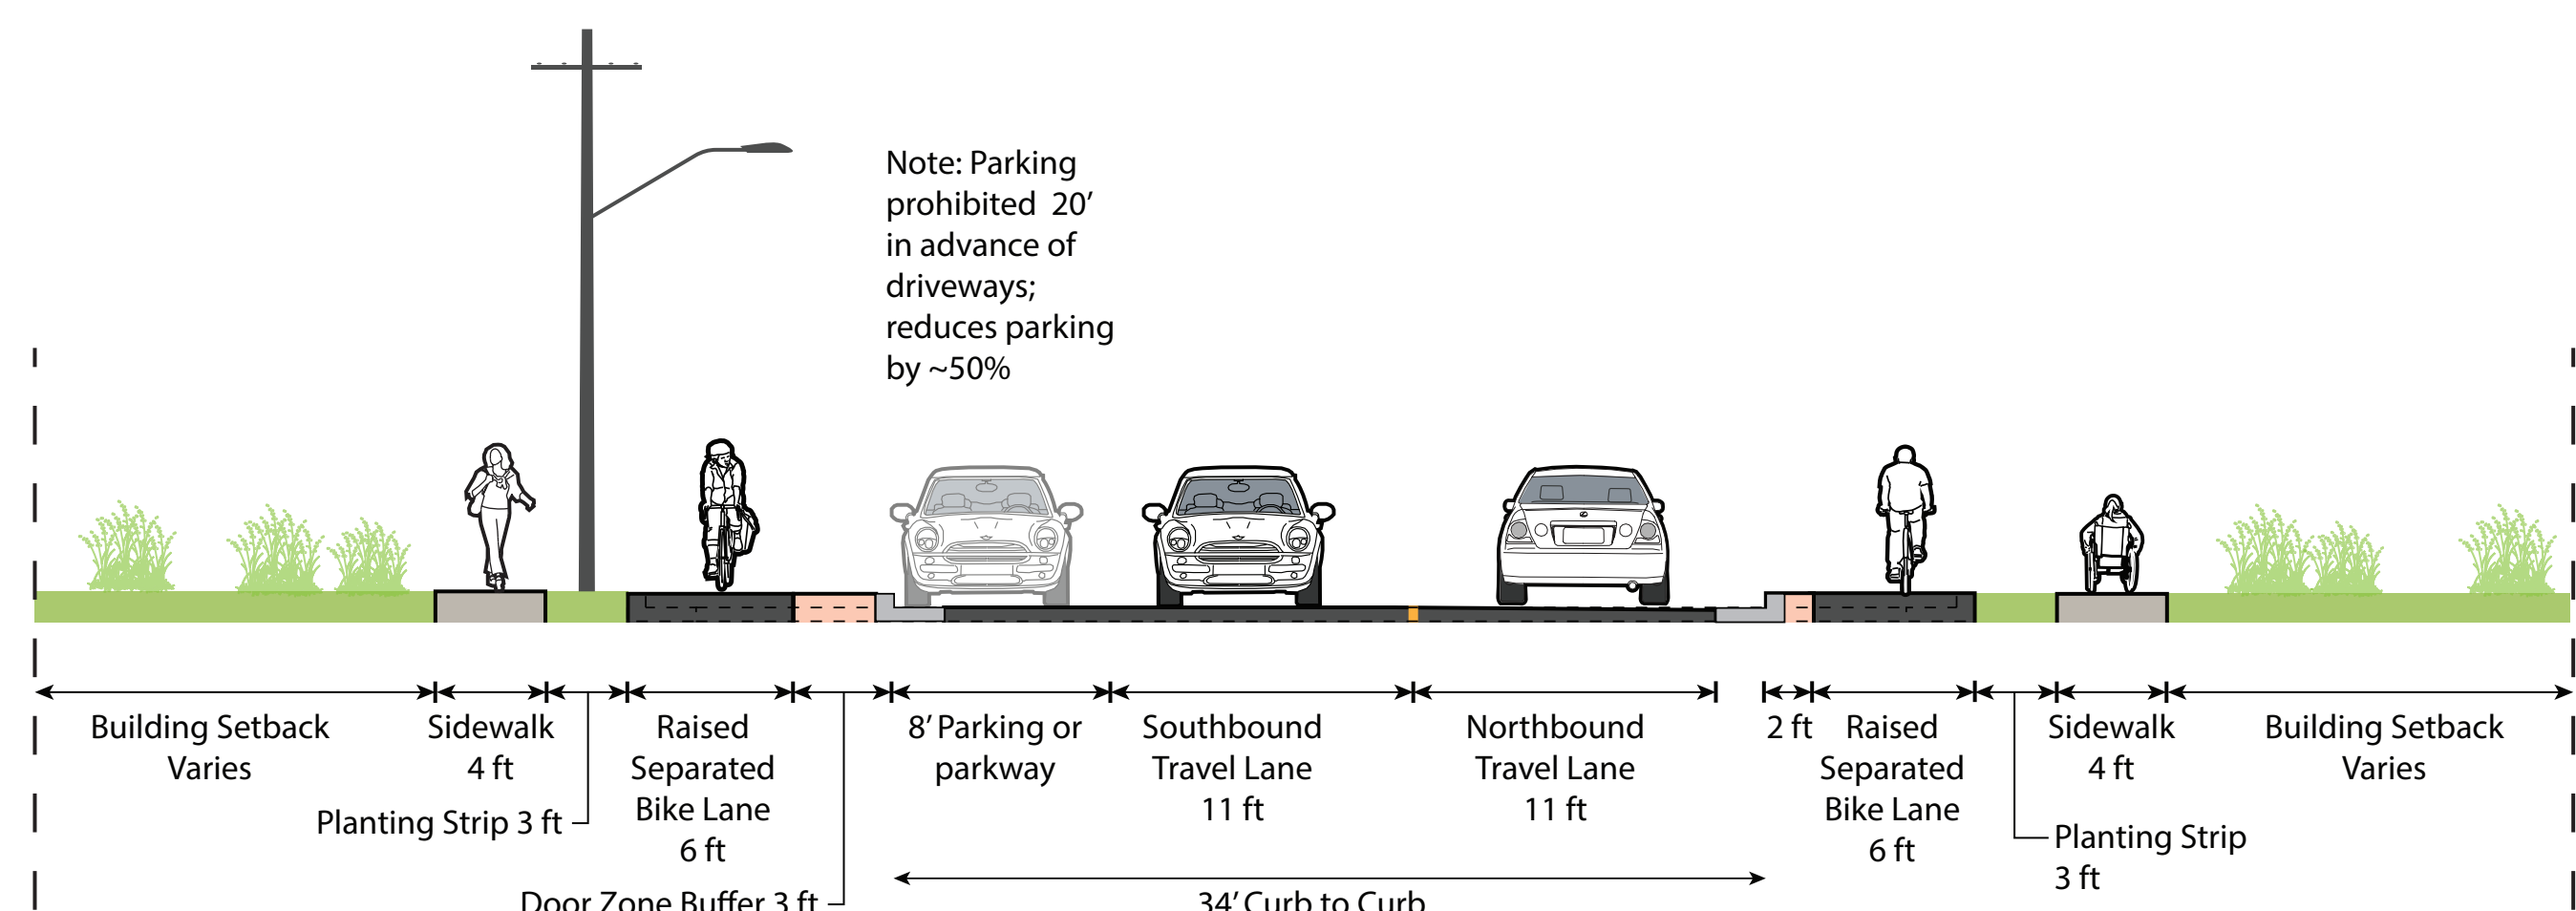 Note: Parking
prohibited 20’
in advance of
driveways;
reduces parking
by ~50%
Building Setback
Varies
Sidewalk
4 ft
Planting Strip 3 ft
Raised
Separated
Bike Lane
6 ft
Door Zone Buffer 3 ft
8’ Parking or
parkway
Southbound
Travel Lane
11 ft
Northbound
Travel Lane
11 ft
34’ Curb to Curb
2 ft
Raised
Separated
Bike Lane
6 ft
Planting Strip
3 ft
Sidewalk
4 ft
Building Setback
Varies